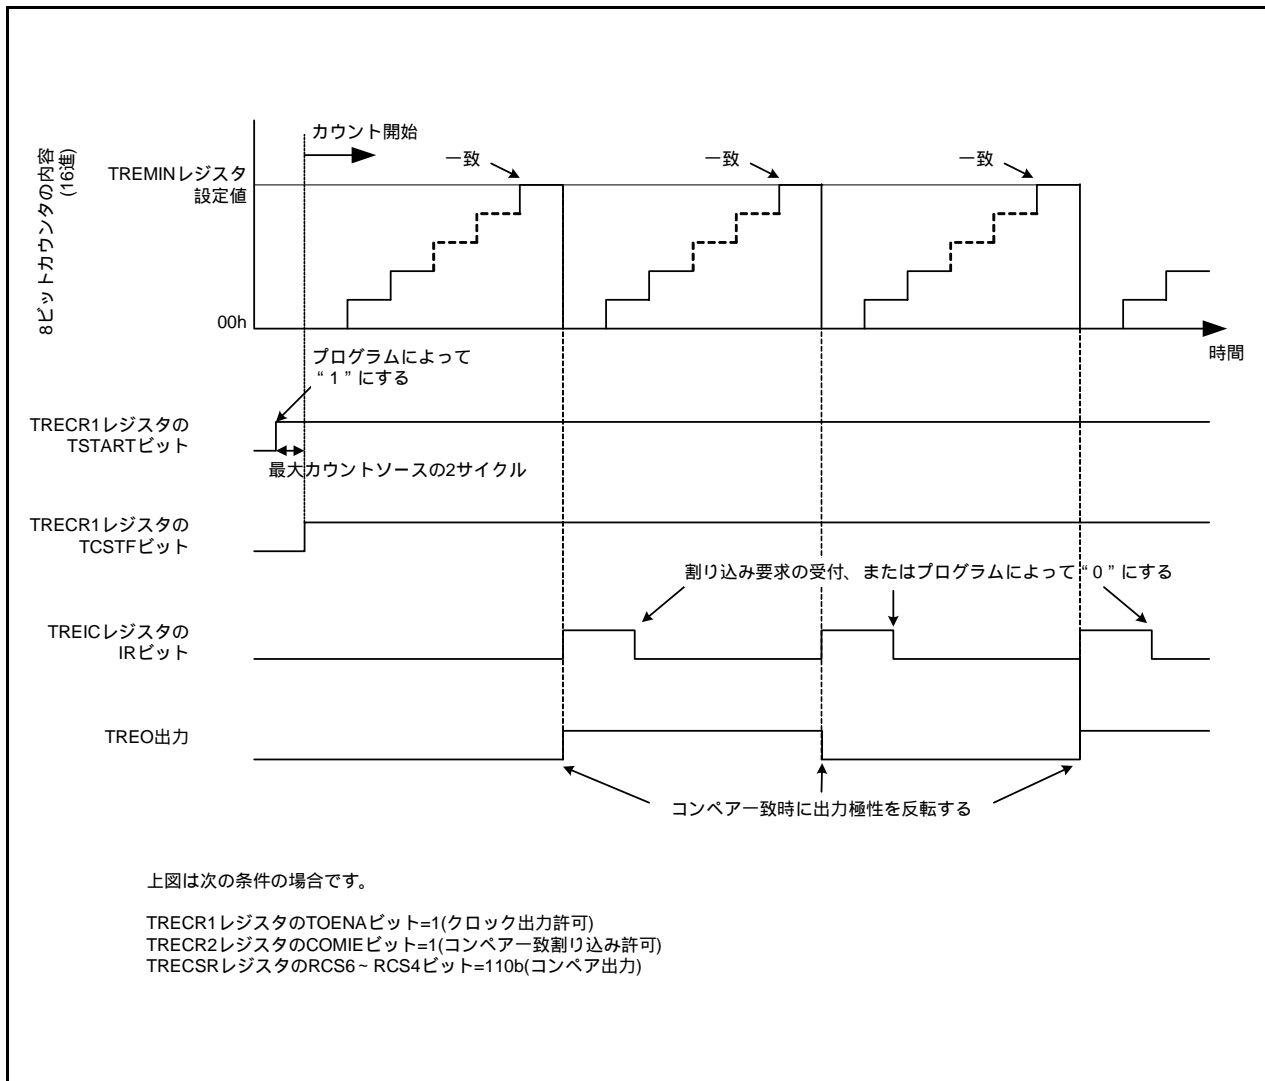 カウント開始
8ビットカウンタの内容
(16進)
TREMINレジスタ
設定値
一致
一致
一致
00h
時間
プログラムによって
“1”にする
TRECR1レジスタの
TSTARTビット
最大カウントソースの2サイクル
TRECR1レジスタの
TCSTFビット
割り込み要求の受付、またはプログラムによって“0”にする
TREICレジスタの
IRビット
TREO出力
コンペア一致時に出力極性を反転する
上図は次の条件の場合です。
TRECR1レジスタのTOENAビット=1(クロック出力許可)
TRECR2レジスタのCOMIEビット=1(コンペア一致割り込み許可)
TRECSRレジスタのRCS6~RCS4ビット=110b(コンペア出力)